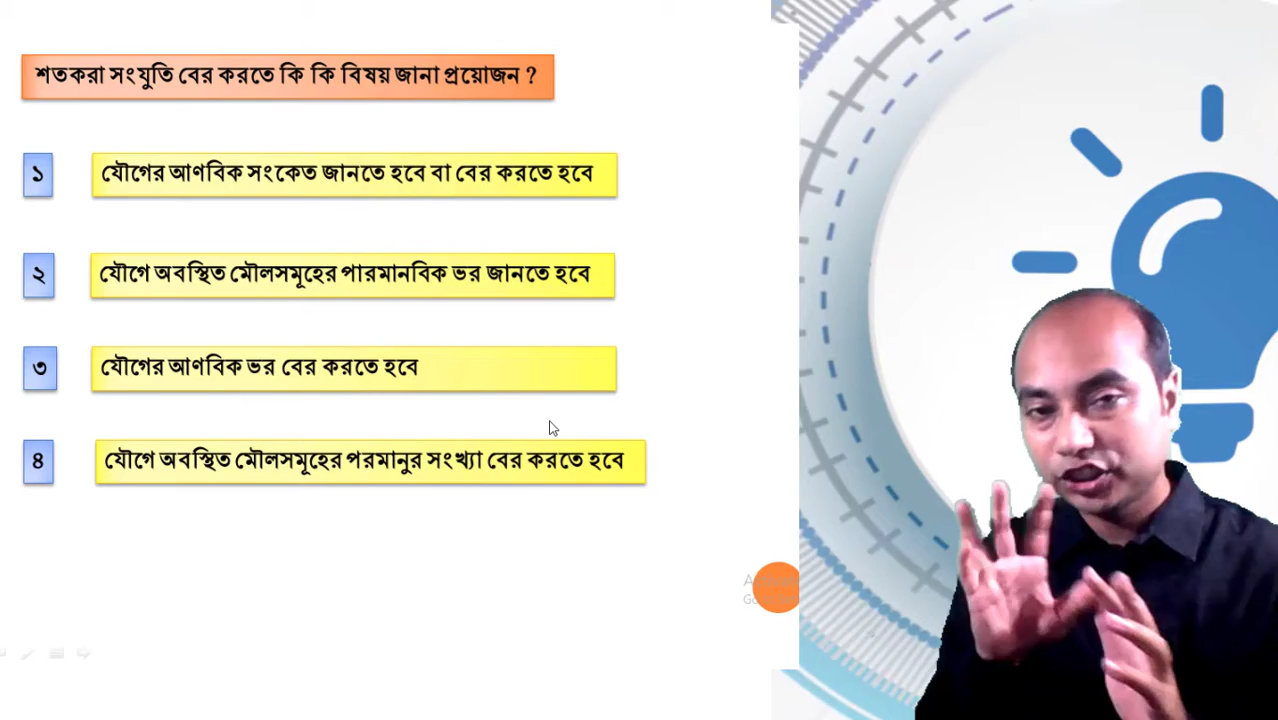 শতকরা সংযুতি বের করতে কি কি বিষয় জানা প্রয়োজন ?
১ যৌগের আণবিক সংকেত জানতে হবে বা বের করতে হবে
২ যৌগে অবস্থিত মৌলসমূহের পারমানবিক ভর জানতে হবে
৩ যৌগের আণবিক ভর বের করতে হবে
৪ যৌগে অবস্থিত মৌলসমূহের পরমানুর সংখ্যা বের করতে হবে